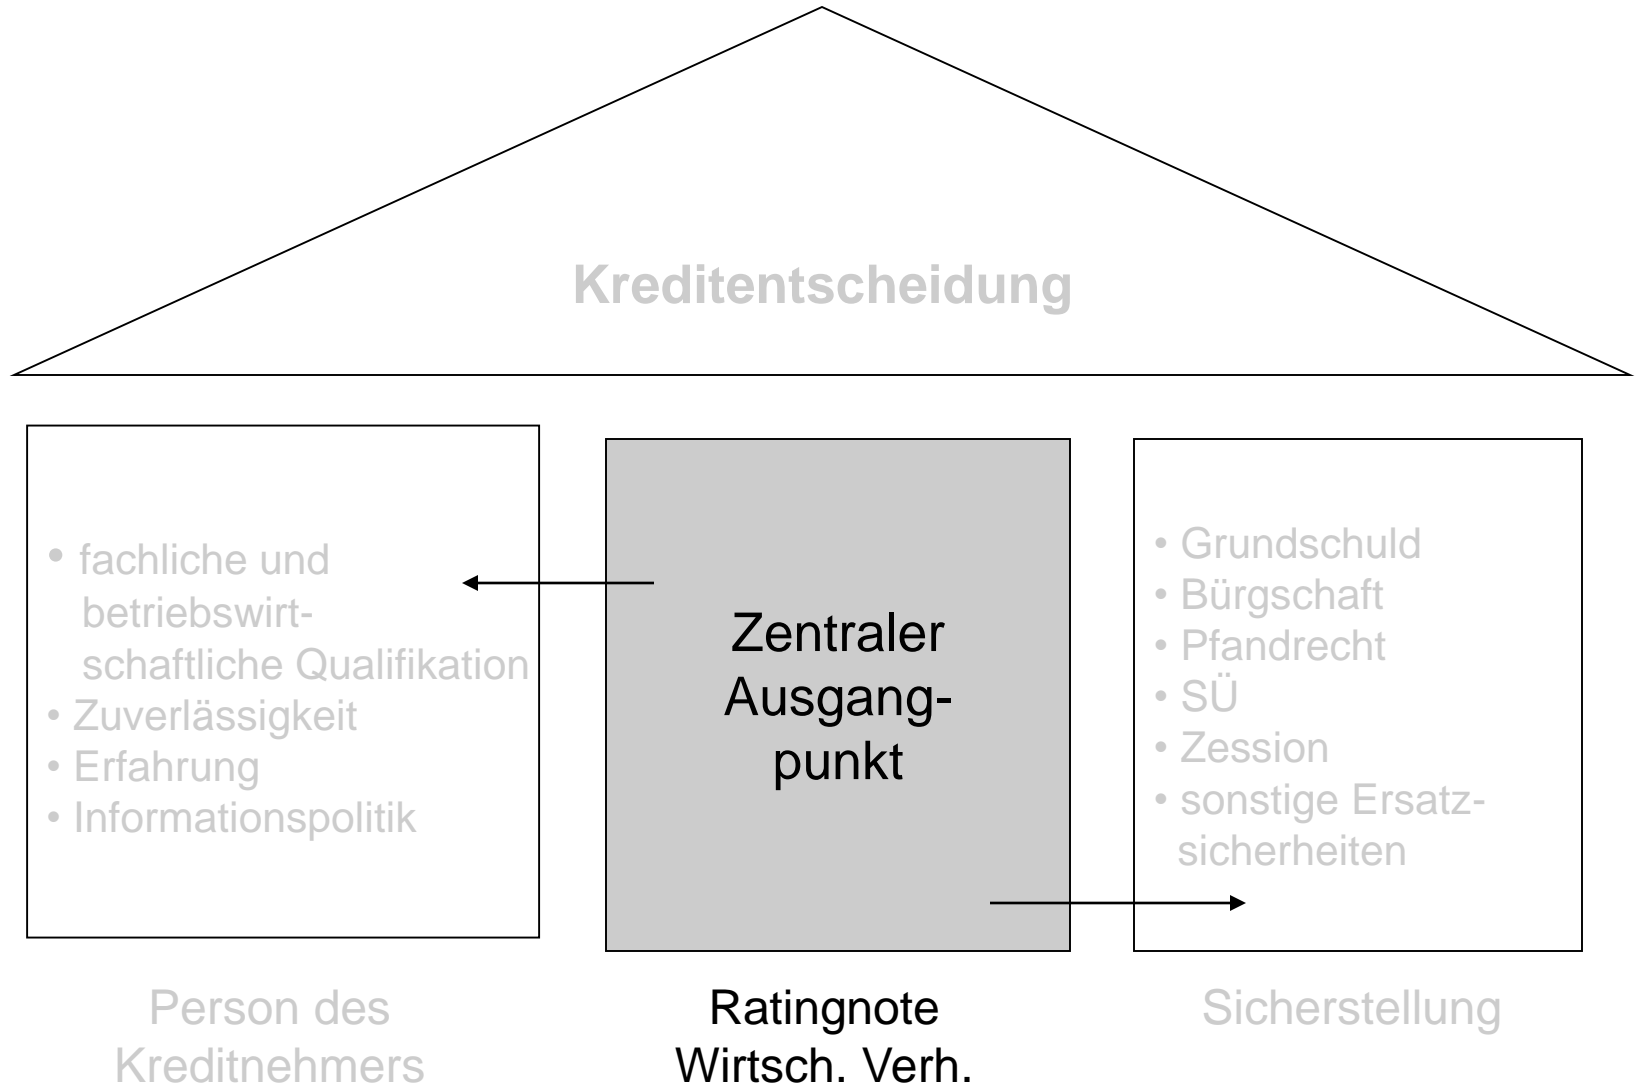 Kreditentscheidung
• fachliche und
betriebswirt-
schaftliche Qualifikation
• Zuverlässigkeit
• Erfahrung
• Informationspolitik
Zentraler
Ausgang-
punkt
• Grundschuld
• Bürgschaft
• Pfandrecht
• SÜ
• Zession
• sonstige Ersatz-
sicherheiten
Person des
Kreditnehmers
Ratingnote
Wirtsch. Verh.
Sicherstellung